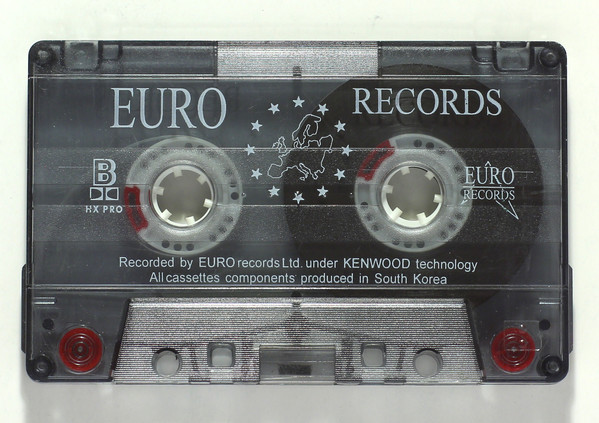 EURO RECORDS
B
HX PRO
EURO
RECORDS
Recorded by EURO records Ltd. under KENWOOD technology
All cassettes components produced in South Korea